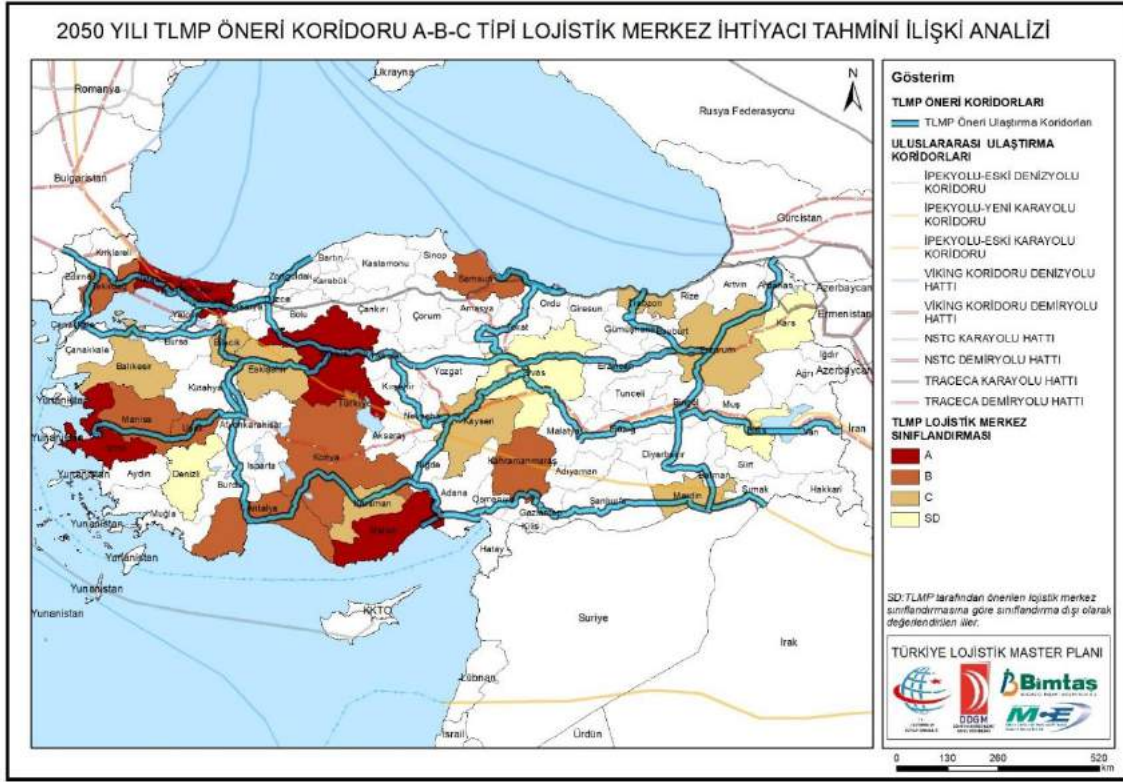 2050 YILI TLMP ÖNERİ KORİDORU A-B-C TİPİ LOJİSTİK MERKEZ İHTİYACI TAHMİNİ İLİŞKİ ANALİZİ
Ukrayna
Romanya
Rusya Federasyonu
N
Bulgaristan
Gürcistan
Kırklareli
Edirne
Tekirdağ
Zonguldak
Bartın
Karabük
Kastamonu
Sinop
Samsun
Ordu
Giresun
Trabzon
Rize
Artvin
Ardahan
Azerbaycan
Ermenistan
Çanakkale
Bursa
Bilecik
Bolu
Çankırı
Çorum
Amasya
Tokat
Gümüşhane
Bayburt
Kars
Iğdır
Azerbaycan
Çanakkale
Balıkesir
Kütahya
Eskişehir
Türkiye
Kırşehir
Yozgat
Sivas
Erzincan
Erzurum
Ağrı
Yunanistan
Manisa
Afyonkarahisar
Aksaray
Kayseri
Malatya
Tunceli
Bingöl
Muş
Van
İran
Yunanistan
Aydın
Denizli
Isparta
Konya
Niğde
Kahramanmaraş
Adıyaman
Diyarbakır
Batman
Siirt
Hakkari
Muğla
Burdur
Antalya
Karaman
Mersin
Adana
Osmaniye
Gaziantep
Kilis
Şanlıurfa
Mardin
Şırnak
Yunanistan
Yunanistan
Yunanistan
Yunanistan
Yunanistan
Hatay
KKTC
Suriye
Irak
Lübnan
İsrail
Ürdün
Gösterim
TLMP ÖNERİ KORİDORLARI
TLMP Öneri Ulaştırma Koridorları
ULUSLARARASI ULAŞTIRMA
KORİDORLARI
İPEKYOLU-ESKİ DENİZYOLU
KORİDORU
İPEKYOLU-YENİ KARAYOLU
KORİDORU
İPEKYOLU-ESKİ KARAYOLU
KORİDORU
VİKİNG KORİDORU DENİZYOLU
HATTI
VİKİNG KORİDORU DEMİRYOLU
HATTI
NSTC KARAYOLU HATTI
NSTC DEMİRYOLU HATTI
TRACECA KARAYOLU HATTI
TRACECA DEMİRYOLU HATTI
TLMP LOJİSTİK MERKEZ
SINIFLANDIRMASI
A
B
C
SD
SD:TLMP tarafından önerilen lojistik merkez
sınıflandırmasına göre sınıflandırma dışı olarak
değerlendirilen iller.
TÜRKİYE LOJİSTİK MASTER PLANI
DDGM
Bimtaş
M-E
0 130 260 520
km